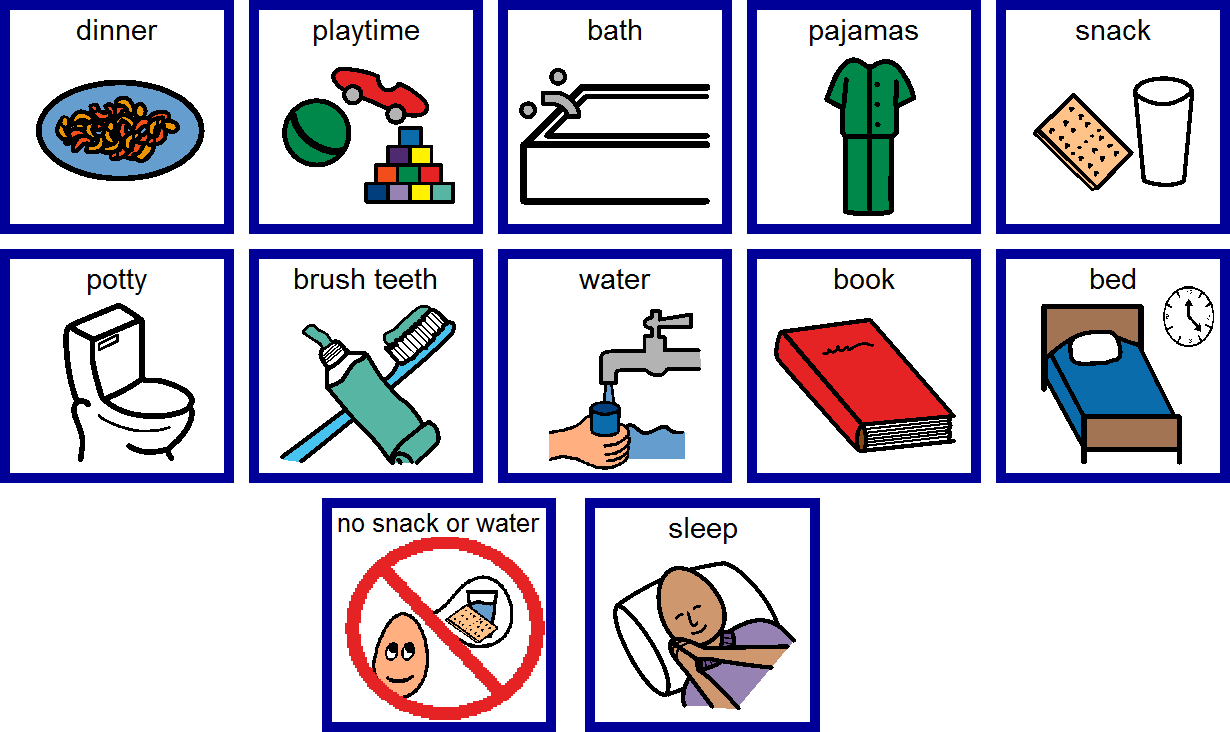 dinner
playtime
bath
pajamas
snack
potty
brush teeth
water
book
bed
no snack or water
sleep